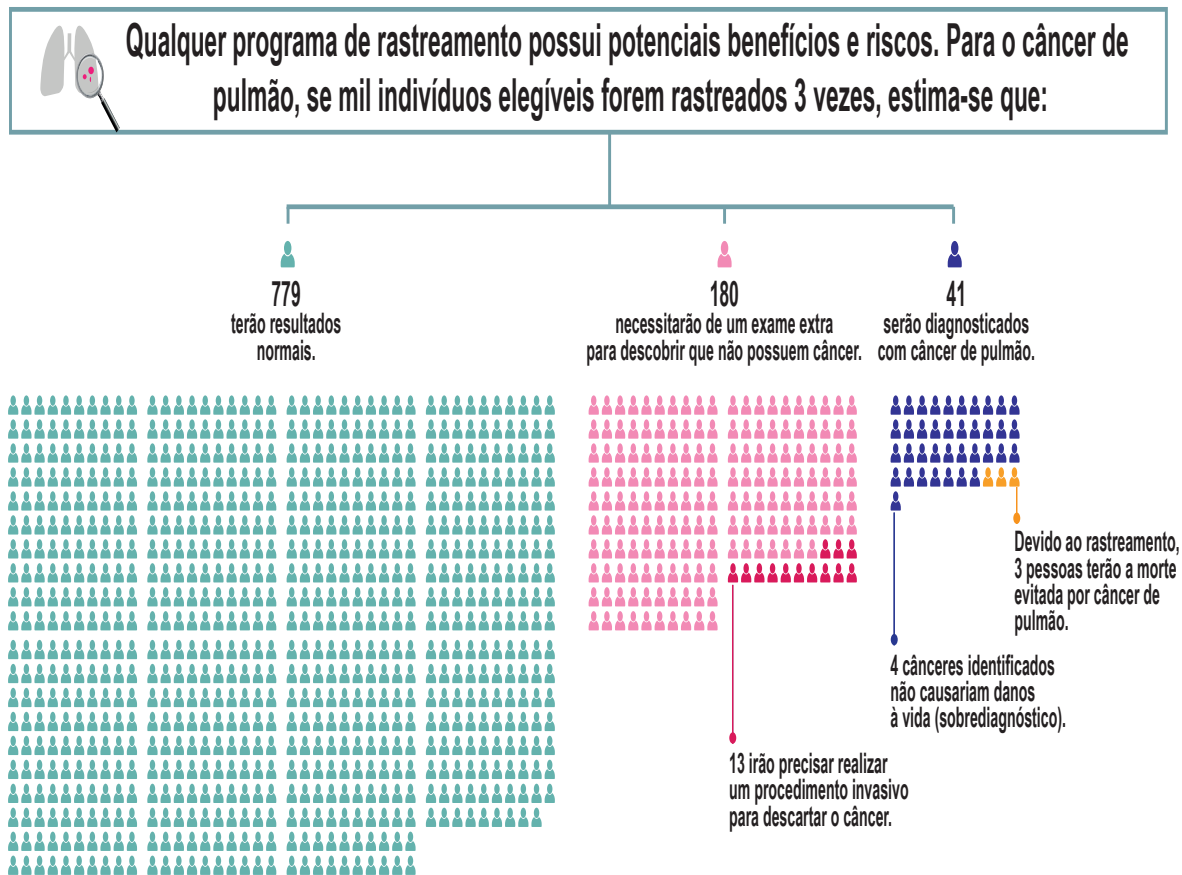 Qualquer programa de rastreamento possui potenciais benefícios e riscos. Para o câncer de
pulmão, se mil indivíduos elegíveis forem rastreados 3 vezes, estima-se que:
779
terão resultados
normais.
180
necessitarão de um exame extra
para descobrir que não possuem câncer.
41
serão diagnosticados
com câncer de pulmão.
Devido ao rastreamento,
3 pessoas terão a morte
evitada por câncer de
pulmão.
4 cânceres identificados
não causariam danos
à vida (sobrediagnóstico).
13 irão precisar realizar
um procedimento invasivo
para descartar o câncer.